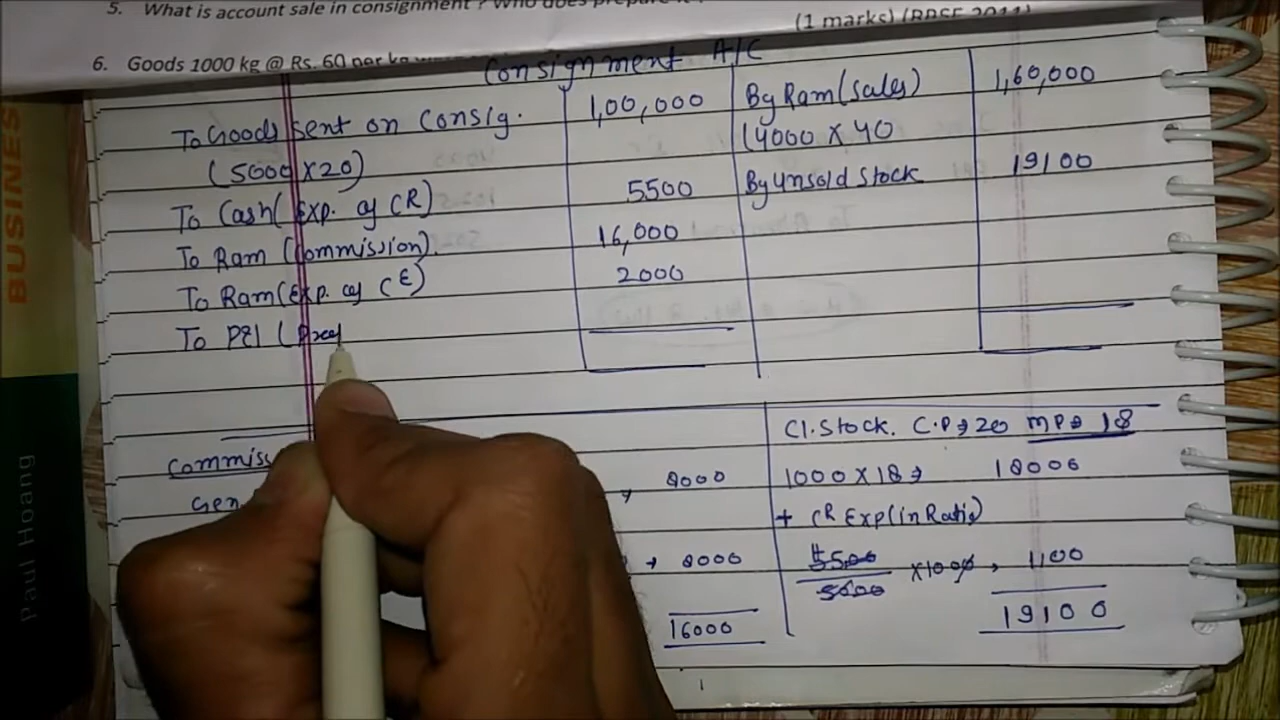 5. What is account sale in consignment ? Who does prepare it
(1 marks) (RBSE 2011)
6. Goods 1000 kg @ Rs. 60 per kg
Consignment A/C
To Goods sent on Consig. 1,00,000 By Ram (Sales) 1,60,000
(5000 X 20) (4000 X 40
To Cash( Exp. of CR) 5500 By Unsold Stock 19100
To Ram (Commission). 16,000
To Ram (Exp. of CE) 2000
To P&l (
Cl. Stock. C.P → 20 MP → 18
Commiss 8000 1000 X 18 → 18000
Gen + CR Exp (in Ratio)
→ 8000 5500 / 5000 X 1000 , 1100
16000 19100
BUSINES
Paul Hoang